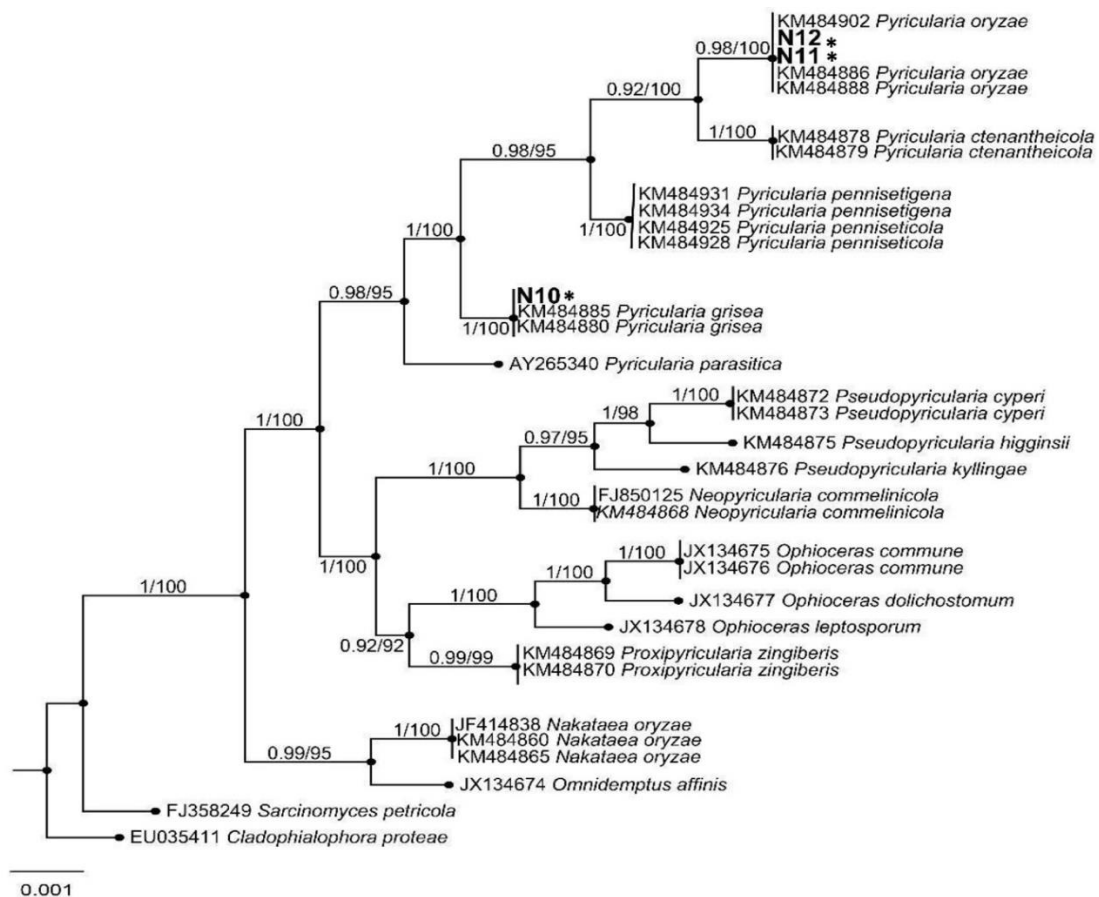 KM484902 Pyricularia oryzae
N12 *
0.98/100
N11 *
KM484886 Pyricularia oryzae
KM484888 Pyricularia oryzae
0.92/100
1/100
KM484878 Pyricularia ctenantheicola
KM484879 Pyricularia ctenantheicola
0.98/95
KM484931 Pyricularia pennisetigena
KM484934 Pyricularia pennisetigena
KM484925 Pyricularia penniseticola
KM484928 Pyricularia penniseticola
1/100
1/100
0.98/95
N10 *
KM484885 Pyricularia grisea
KM484880 Pyricularia grisea
1/100
AY265340 Pyricularia parasitica
1/100
KM484872 Pseudopyricularia cyperi
KM484873 Pseudopyricularia cyperi
1/98
1/100
0.97/95
KM484875 Pseudopyricularia higginsii
1/100
KM484876 Pseudopyricularia kyllingae
1/100
FJ850125 Neopyricularia commelinicola
KM484868 Neopyricularia commelinicola
1/100
1/100
JX134675 Ophioceras commune
JX134676 Ophioceras commune
1/100
1/100
JX134677 Ophioceras dolichostomum
JX134678 Ophioceras leptosporum
0.92/92
0.99/99
KM484869 Proxipyricularia zingiberis
KM484870 Proxipyricularia zingiberis
1/100
1/100
JF414838 Nakataea oryzae
KM484860 Nakataea oryzae
KM484865 Nakataea oryzae
0.99/95
JX134674 Omnidemptus affinis
FJ358249 Sarcinomyces petricola
EU035411 Cladophialophora proteae
0.001